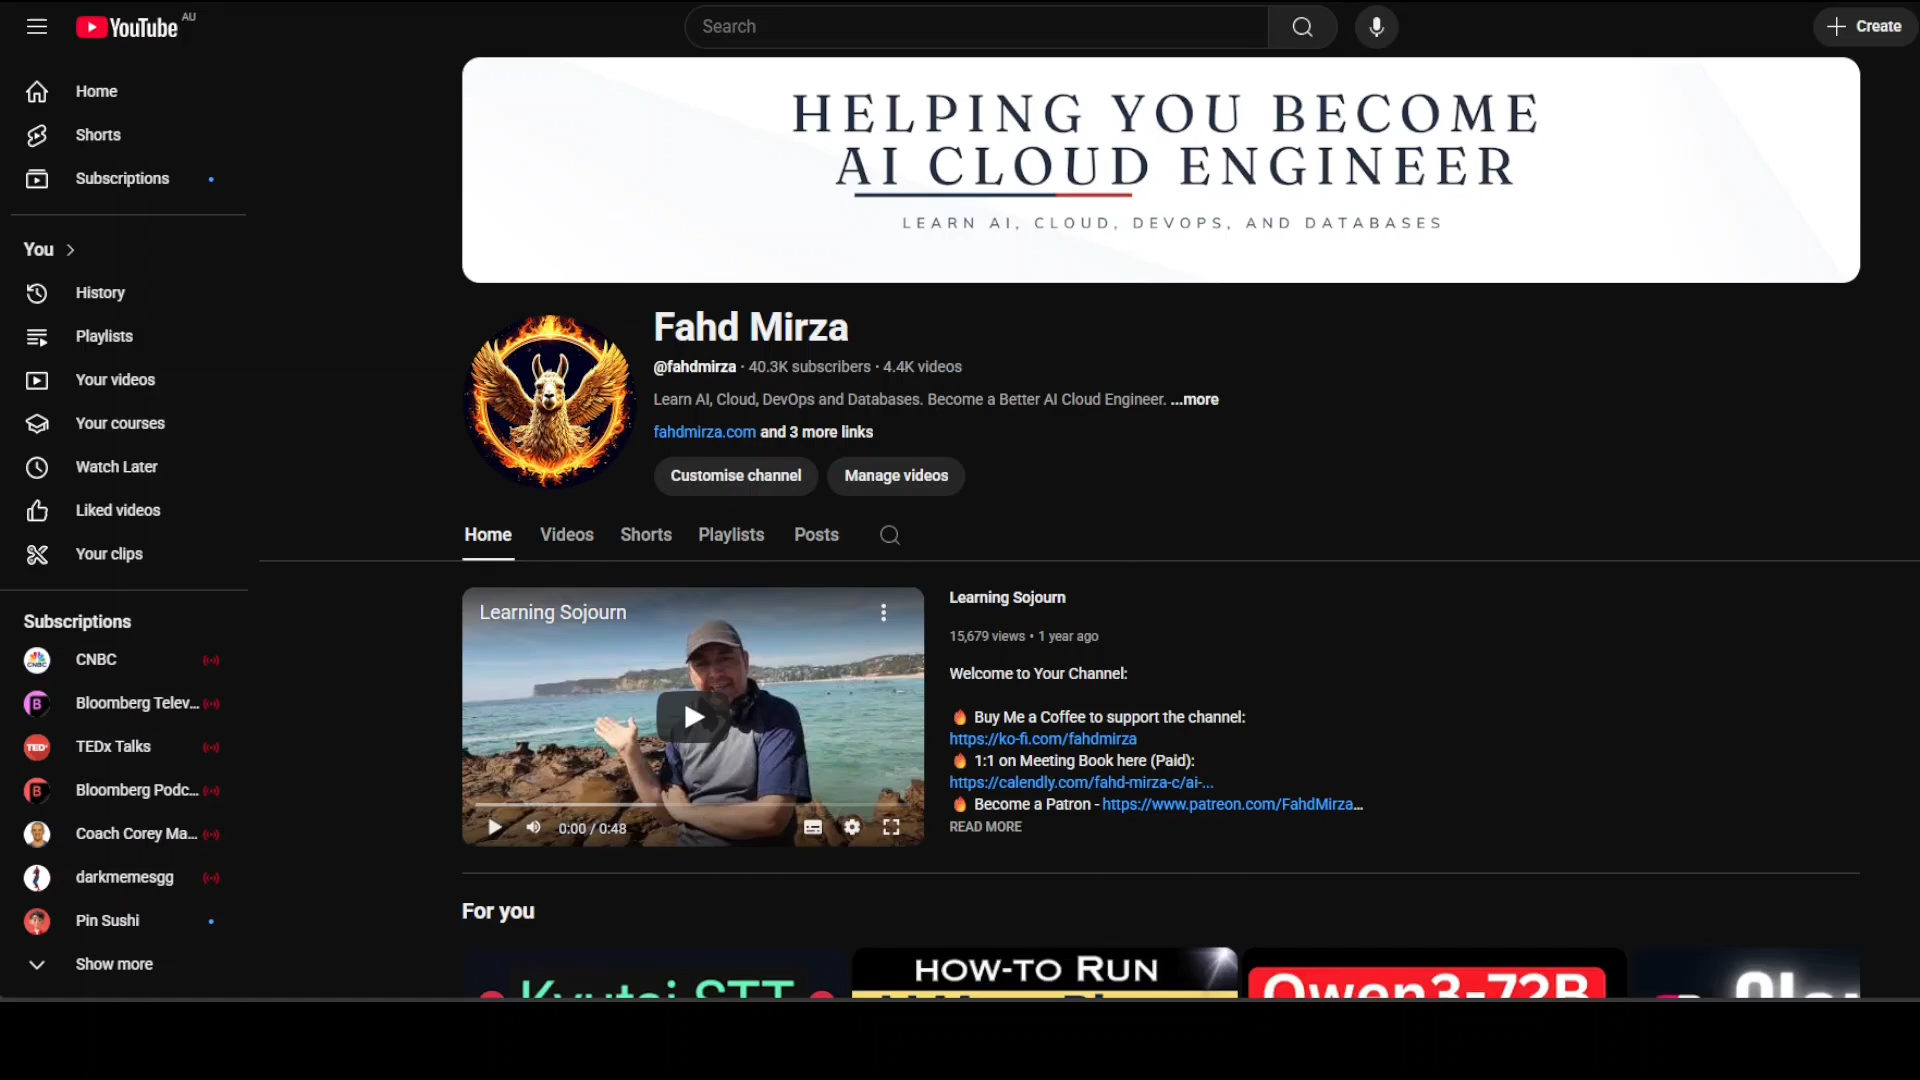 YouTube AU
Search
Create
Home
Shorts
Subscriptions
You
History
Playlists
Your videos
Your courses
Watch Later
Liked videos
Your clips
Subscriptions
CNBC
Bloomberg Telev...
TEDx Talks
Bloomberg Podc...
Coach Corey Ma...
darkmemesgg
Pin Sushi
Show more
HELPING YOU BECOME
AI CLOUD ENGINEER
LEARN AI, CLOUD, DEVOPS, AND DATABASES
Fahd Mirza
@fahdmirza · 40.3K subscribers · 4.4K videos
Learn AI, Cloud, DevOps and Databases. Become a Better AI Cloud Engineer. ...more
fahdmirza.com and 3 more links
Customise channel Manage videos
Home Videos Shorts Playlists Posts
Learning Sojourn
0:00 / 0:48
Learning Sojourn
15,679 views • 1 year ago
Welcome to Your Channel:
🔥 Buy Me a Coffee to support the channel:
https://ko-fi.com/fahdmirza
🔥 1:1 on Meeting Book here (Paid):
https://calendly.com/fahd-mirza-c/ai-...
🔥 Become a Patron - https://www.patreon.com/FahdMirza...
READ MORE
For you
Kyutai STT
HOW-TO RUN
Qwen3-72B